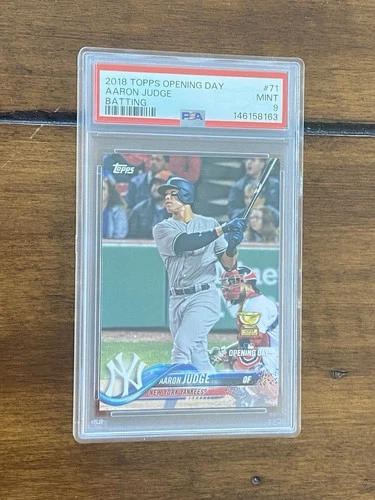 2018 TOPPS OPENING DAY #71
AARON JUDGE MINT
BATTING 9
PSA 146158163
Topps
OPENING DAY
NY AARON JUDGE OF
NEW YORK YANKEES